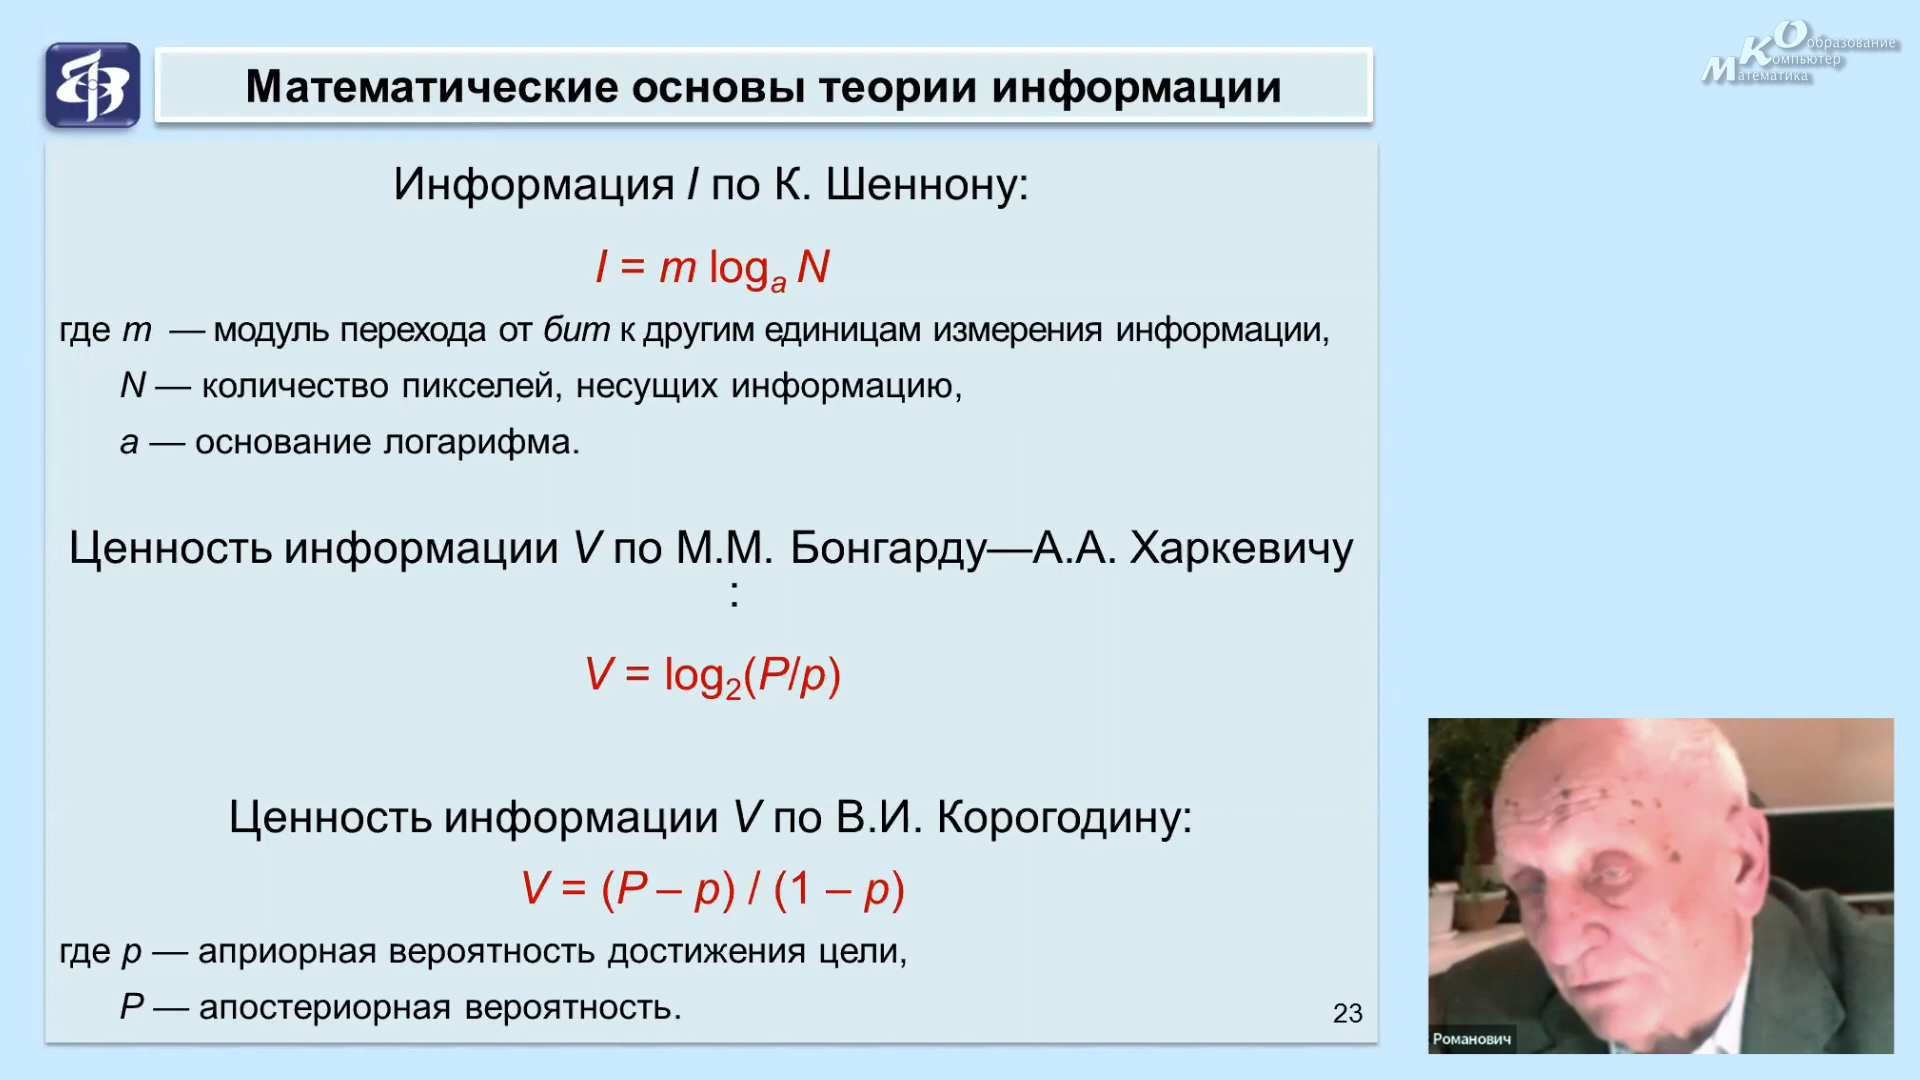 Математические основы теории информации
Образование
Компьютер
Математика
Информация I по К. Шеннону:
I = m logₐ N
где m — модуль перехода от бит к другим единицам измерения информации,
N — количество пикселей, несущих информацию,
a — основание логарифма.
Ценность информации V по М.М. Бонгарду—А.А. Харкевичу
:
V = log₂(P/p)
Ценность информации V по В.И. Корогодину:
V = (P – p) / (1 – p)
где p — априорная вероятность достижения цели,
P — апостериорная вероятность.
23
Романович